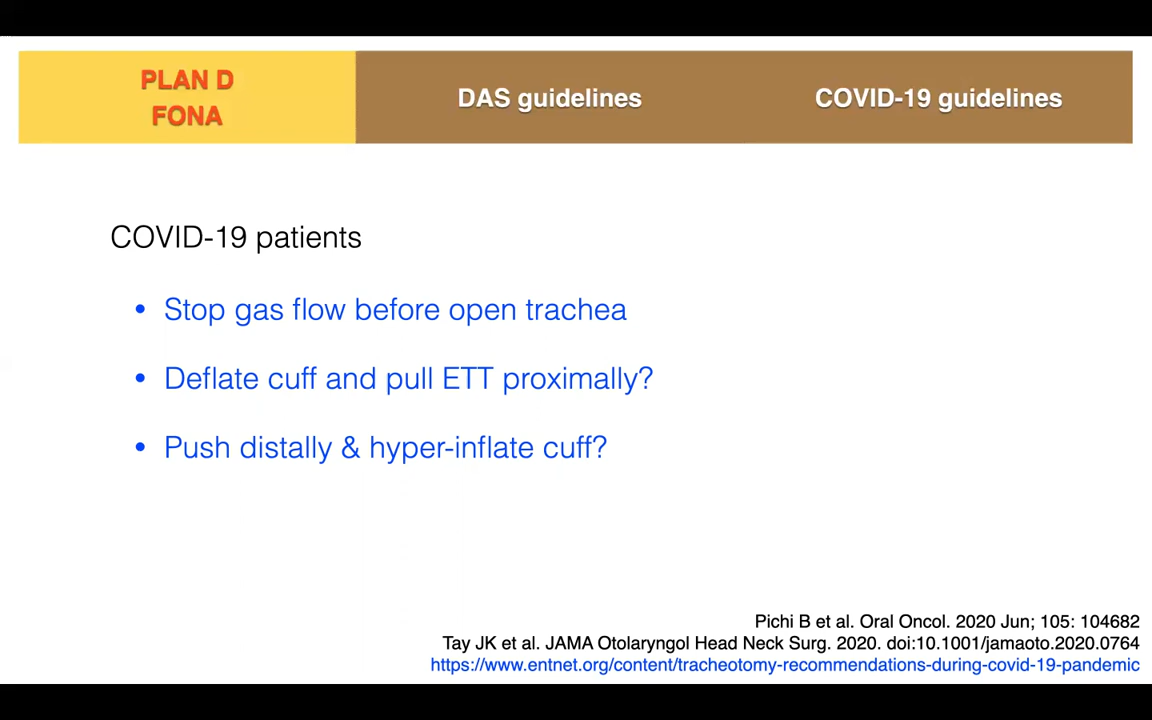 PLAN D
FONA
DAS guidelines
COVID-19 guidelines
COVID-19 patients
• Stop gas flow before open trachea
• Deflate cuff and pull ETT proximally?
• Push distally & hyper-inflate cuff?
Pichi B et al. Oral Oncol. 2020 Jun; 105: 104682
Tay JK et al. JAMA Otolaryngol Head Neck Surg. 2020. doi:10.1001/jamaoto.2020.0764
https://www.entnet.org/content/tracheotomy-recommendations-during-covid-19-pandemic